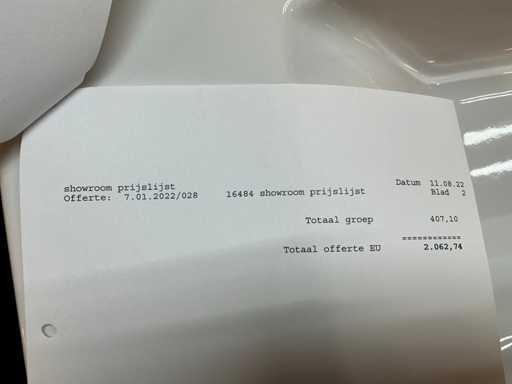 showroom prijslijst
Datum 11.08.22
Offerte: 7.01.2022/028 16484 showroom prijslijst Blad 2
Totaal groep 407,10
============
Totaal offerte EU 2.062,74